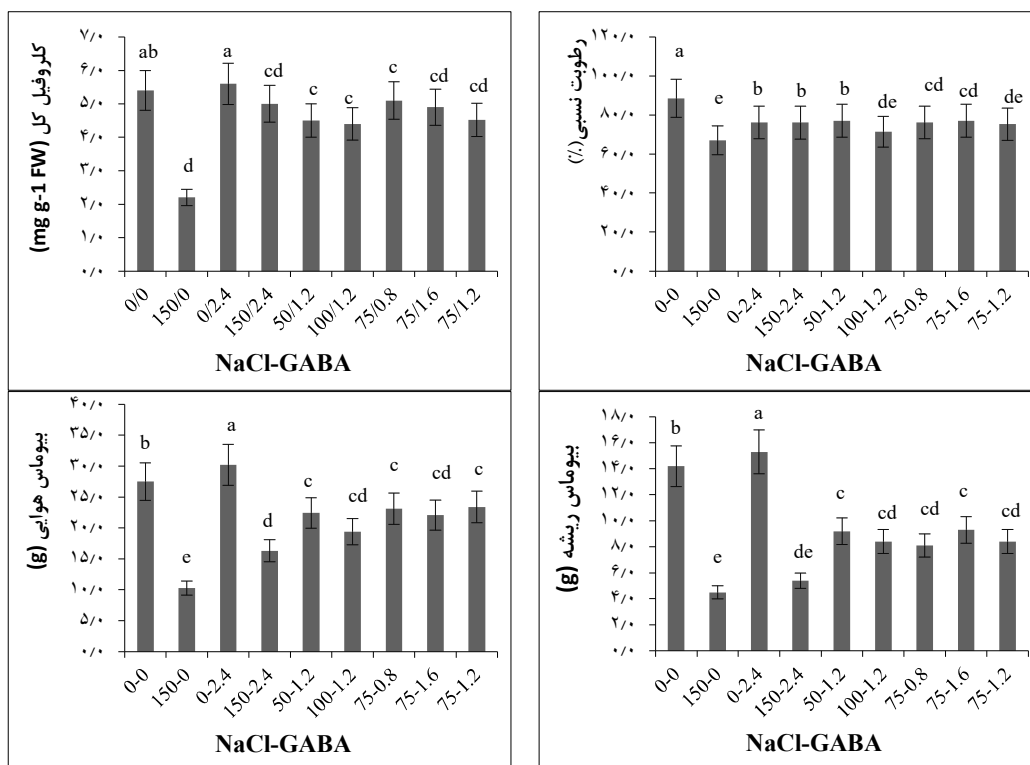 کلروفیل کل (mg g-1 FW)
۷٫۰
۶٫۰
۵٫۰
۴٫۰
۳٫۰
۲٫۰
۱٫۰
۰٫۰
ab
d
a
cd
c
cd
c
cd
cd
0/0
150/0
0/2.4
150/2.4
50/1.2
100/1.2
75/0.8
75/1.6
75/1.2
NaCl-GABA
رطوبت نسبی(٪)
۱۲۰٫۰
۱۰۰٫۰
۸۰٫۰
۶۰٫۰
۴۰٫۰
۲۰٫۰
۰٫۰
a
e
b
b
b
de
cd
cd
de
0-0
150-0
0-2.4
150-2.4
50-1.2
100-1.2
75-0.8
75-1.6
75-1.2
NaCl-GABA
بیوماس هوایی (g)
۴۰٫۰
۳۵٫۰
۳۰٫۰
۲۵٫۰
۲۰٫۰
۱۵٫۰
۱۰٫۰
۵٫۰
۰٫۰
b
e
a
d
c
cd
c
cd
c
0-0
150-0
0-2.4
150-2.4
50-1.2
100-1.2
75-0.8
75-1.6
75-1.2
NaCl-GABA
بیوماس ریشه (g)
۱۸٫۰
۱۶٫۰
۱۴٫۰
۱۲٫۰
۱۰٫۰
۸٫۰
۶٫۰
۴٫۰
۲٫۰
۰٫۰
b
e
a
de
c
cd
cd
c
cd
0-0
150-0
0-2.4
150-2.4
50-1.2
100-1.2
75-0.8
75-1.6
75-1.2
NaCl-GABA